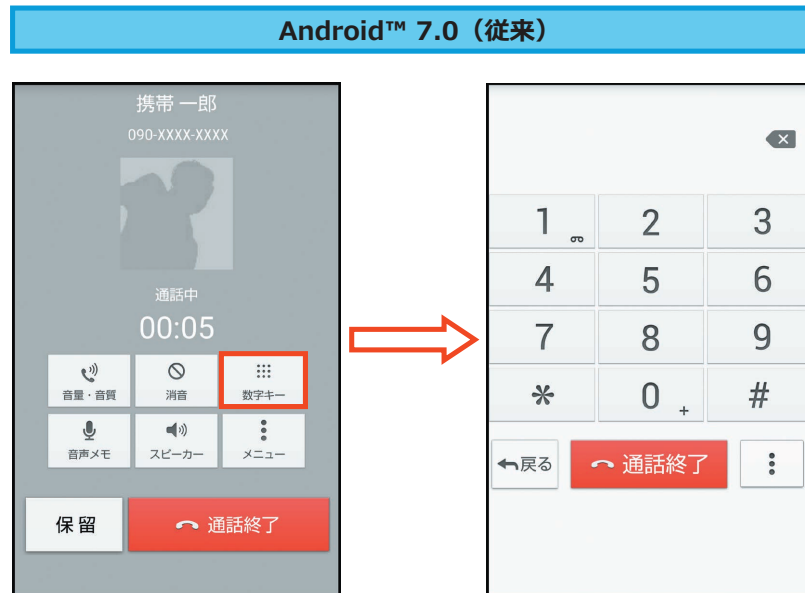 Android™ 7.0（従来）
携帯 一郎
090-XXXX-XXXX
通話中
00:05
音量・音質 消音 数字キー
音声メモ スピーカー メニュー
保留 通話終了
1 2 3
4 5 6
7 8 9
* 0 + #
戻る 通話終了